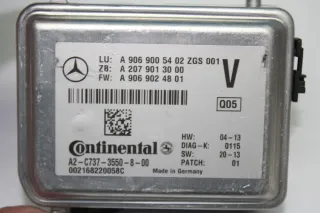 LU: A 906 900 54 02 ZGS 001
ZB: A 207 901 30 00
FW: A 906 902 48 01
V
Q05
Continental
A2-C737-3550-8-00
002168220058C
HW: 04-13
DIAG-K: 0115
SW: 20-13
PATCH: 01
Made in Germany